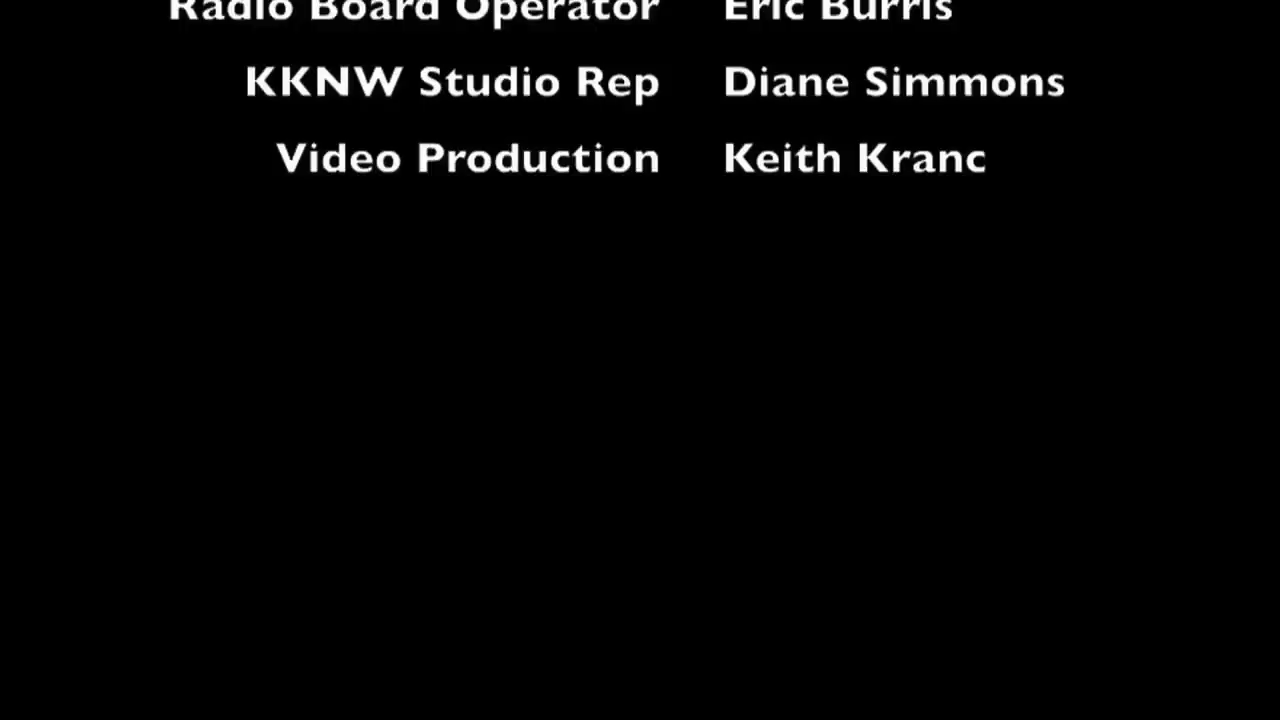 Radio Board Operator Eric Burris
KKNW Studio Rep Diane Simmons
Video Production Keith Kranc